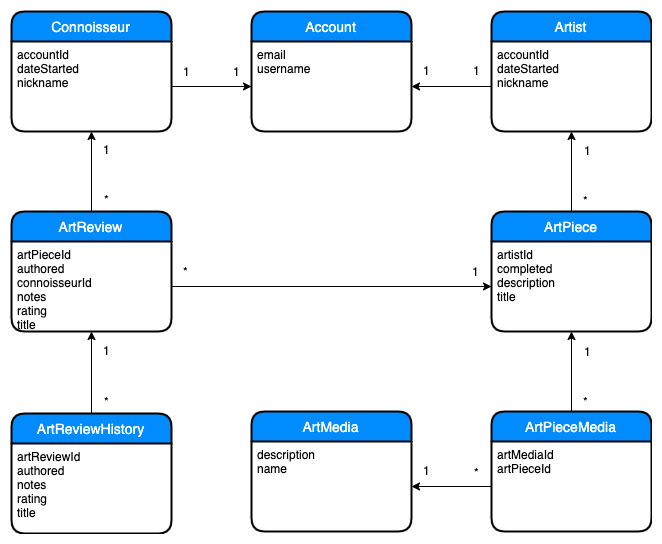 Connoisseur
accountId
dateStarted
nickname
1
1
Account
email
username
1
1
Artist
accountId
dateStarted
nickname
1
*
1
*
ArtReview
artPieceId
authored
connoisseurId
notes
rating
title
*
1
ArtPiece
artistId
completed
description
title
1
*
1
*
ArtReviewHistory
artReviewId
authored
notes
rating
title
ArtMedia
description
name
1
*
ArtPieceMedia
artMediaId
artPieceId